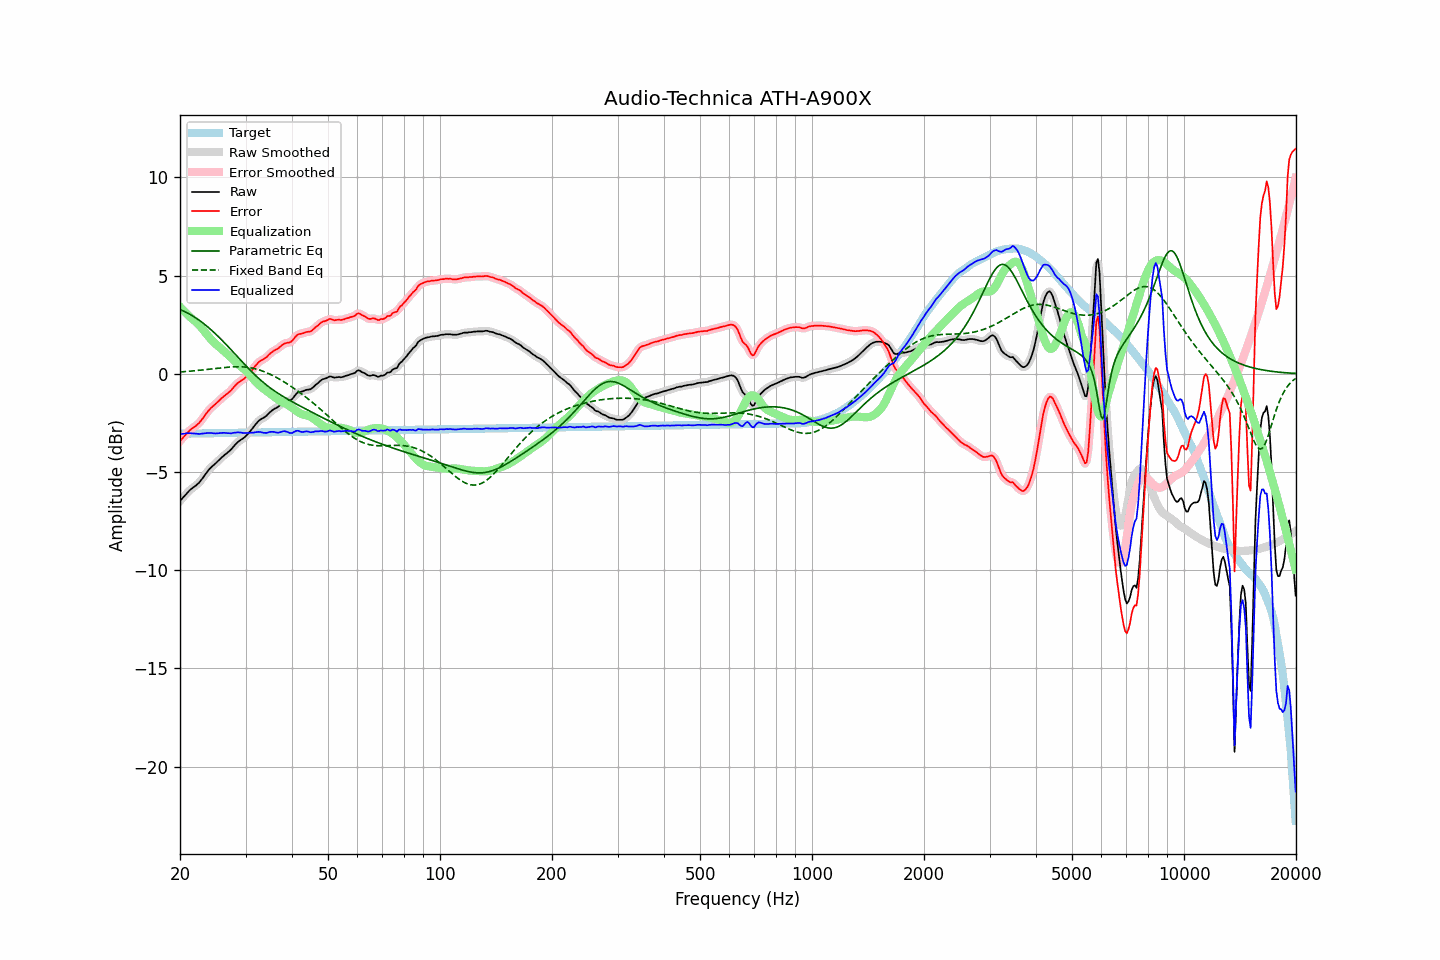 Audio-Technica ATH-A900X
Target
Raw Smoothed
Error Smoothed
Raw
Error
Equalization
Parametric Eq
Fixed Band Eq
Equalized
10
5
0
−5
−10
−15
−20
Amplitude (dBr)
20 50 100 200 500 1000 2000 5000 10000 20000
Frequency (Hz)